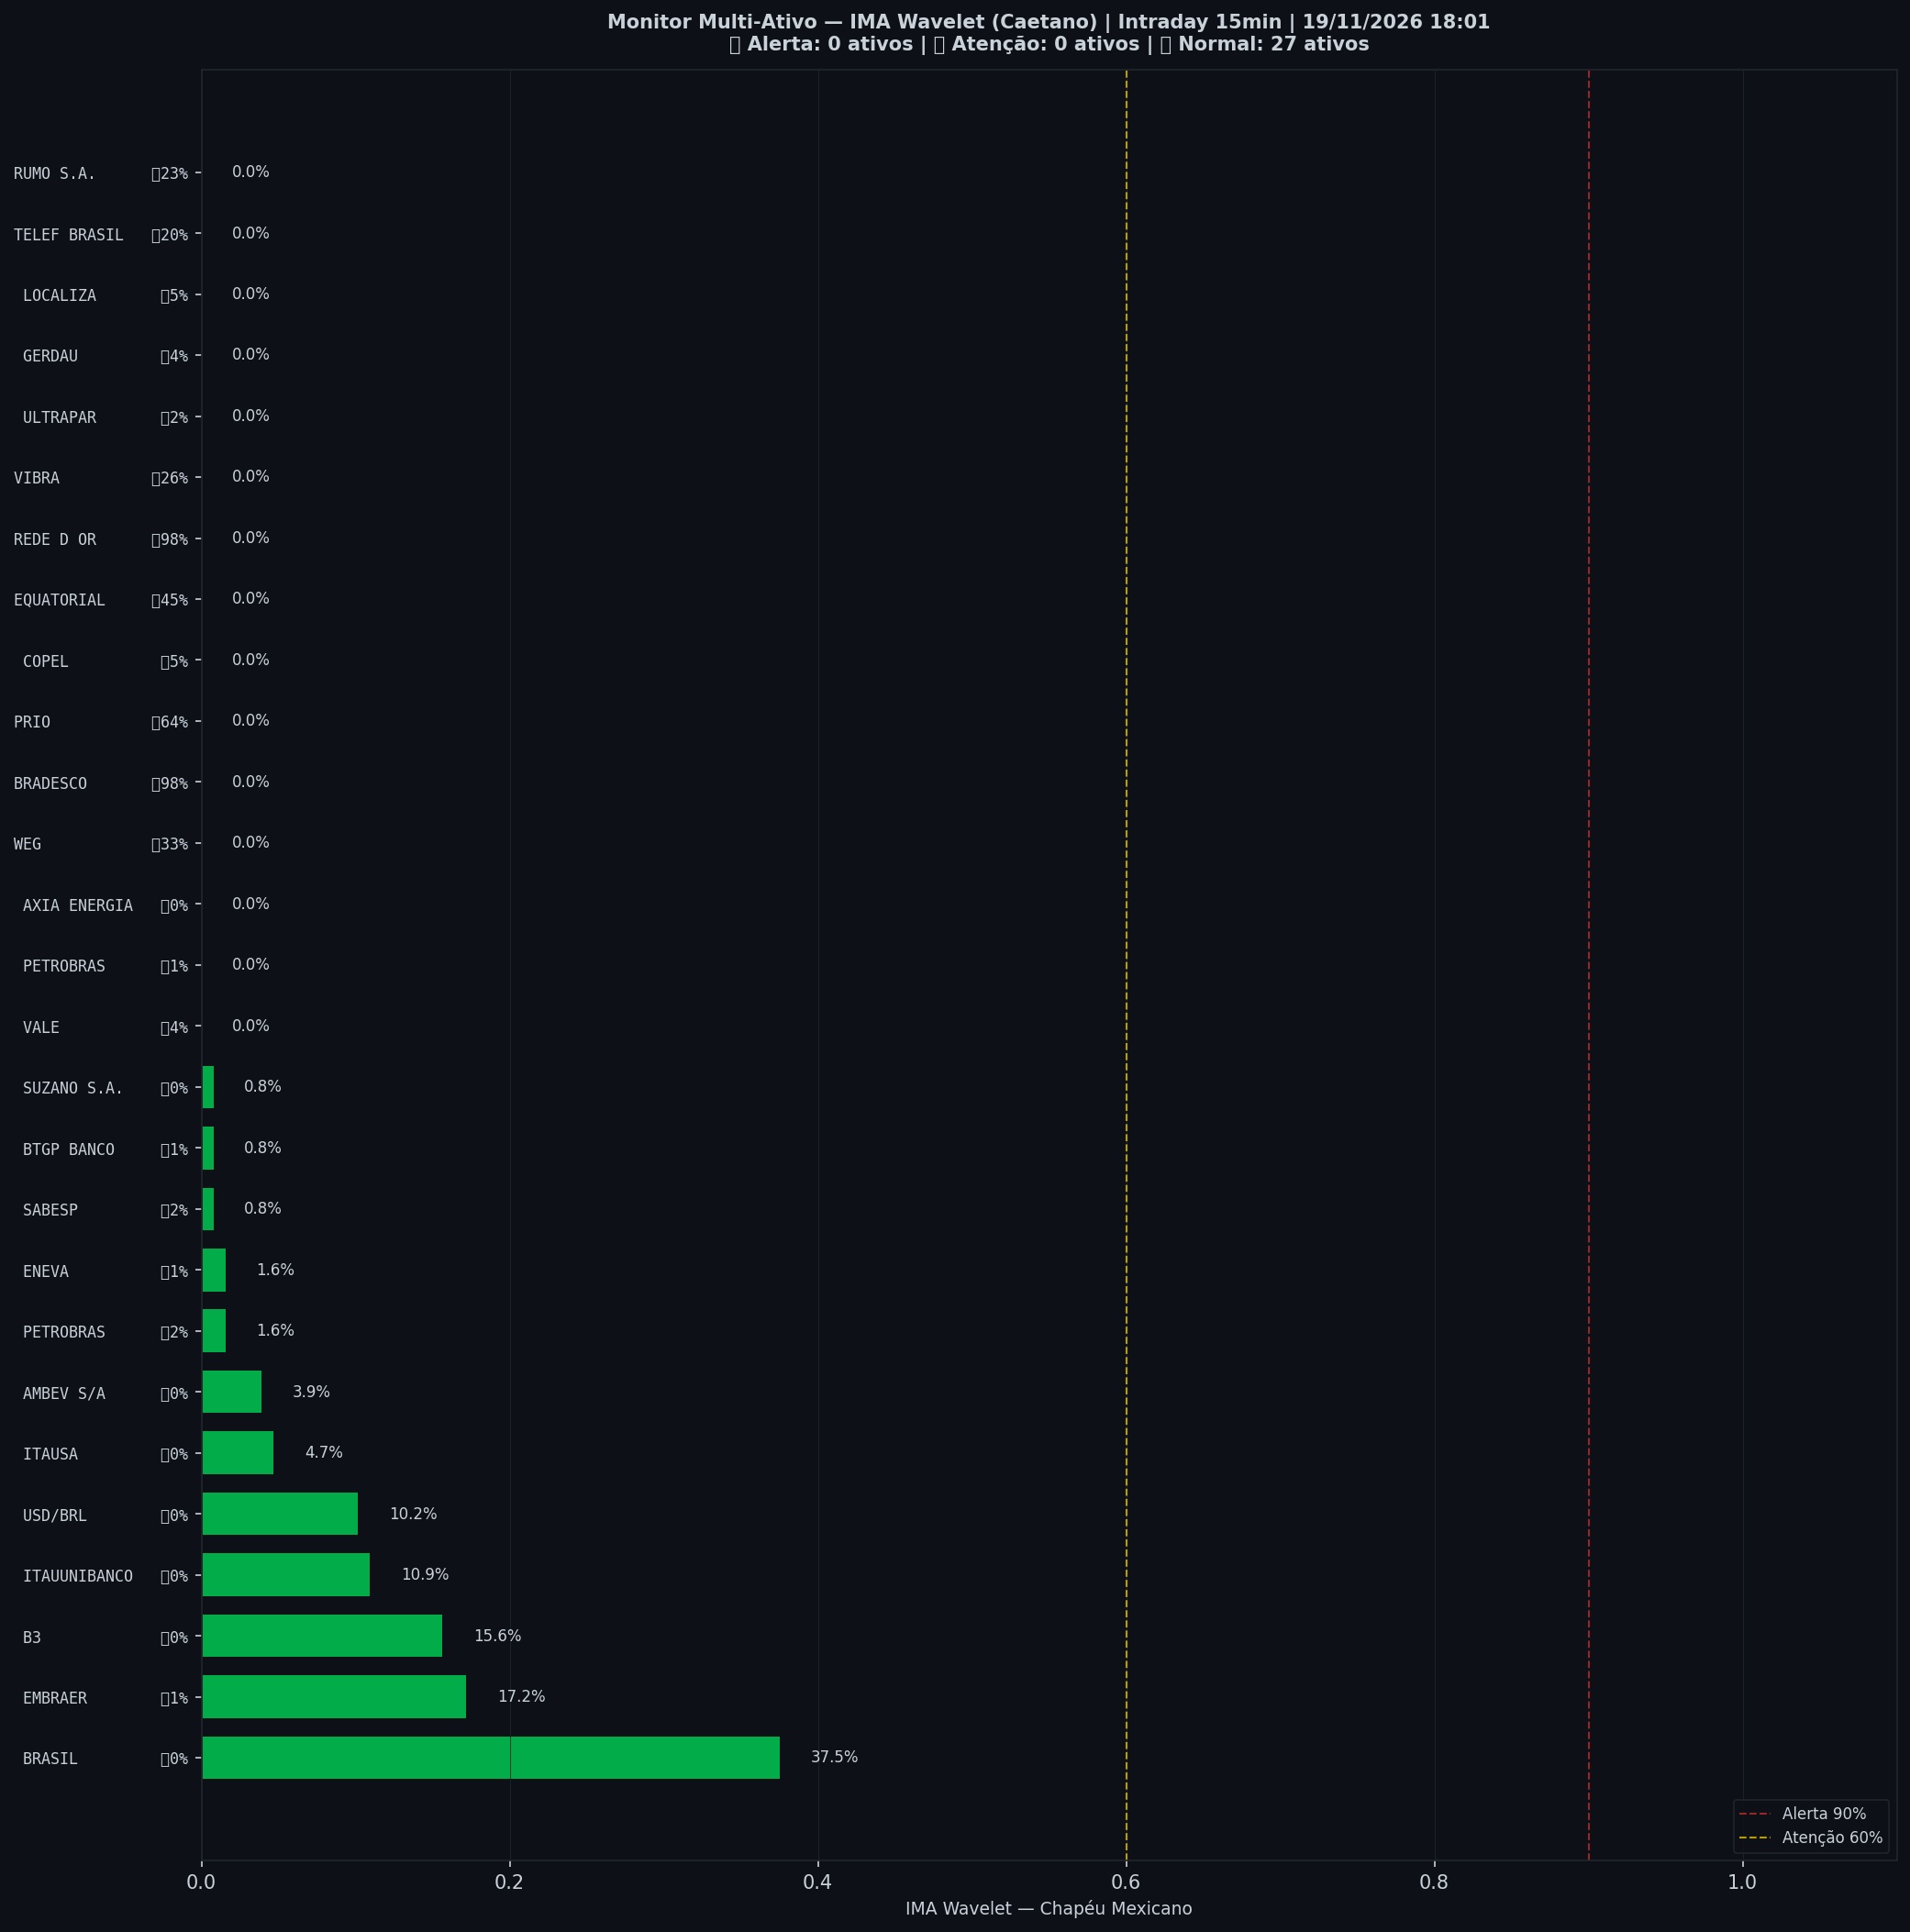 Monitor Multi-Ativo — IMA Wavelet (Caetano) | Intraday 15min | 19/11/2026 18:01
▯ Alerta: 0 ativos | ▯ Atenção: 0 ativos | ▯ Normal: 27 ativos
RUMO S.A. ▯23% 0.0%
TELEF BRASIL ▯20% 0.0%
LOCALIZA ▯5% 0.0%
GERDAU ▯4% 0.0%
ULTRAPAR ▯2% 0.0%
VIBRA ▯26% 0.0%
REDE D OR ▯98% 0.0%
EQUATORIAL ▯45% 0.0%
COPEL ▯5% 0.0%
PRIO ▯64% 0.0%
BRADESCO ▯98% 0.0%
WEG ▯33% 0.0%
AXIA ENERGIA ▯0% 0.0%
PETROBRAS ▯1% 0.0%
VALE ▯4% 0.0%
SUZANO S.A. ▯0% 0.8%
BTGP BANCO ▯1% 0.8%
SABESP ▯2% 0.8%
ENEVA ▯1% 1.6%
PETROBRAS ▯2% 1.6%
AMBEV S/A ▯0% 3.9%
ITAUSA ▯0% 4.7%
USD/BRL ▯0% 10.2%
ITAUUNIBANCO ▯0% 10.9%
B3 ▯0% 15.6%
EMBRAER ▯1% 17.2%
BRASIL ▯0% 37.5%
Alerta 90%
Atenção 60%
0.0 0.2 0.4 0.6 0.8 1.0
IMA Wavelet — Chapéu Mexicano